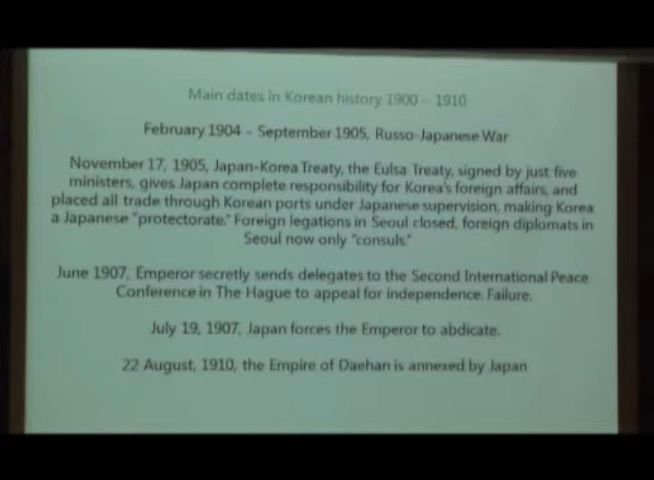 Main dates in Korean history 1900 – 1910
February 1904 – September 1905, Russo-Japanese War
November 17, 1905, Japan-Korea Treaty, the Eulsa Treaty, signed by just five
ministers, gives Japan complete responsibility for Korea's foreign affairs, and
placed all trade through Korean ports under Japanese supervision, making Korea
a Japanese "protectorate." Foreign legations in Seoul closed, foreign diplomats in
Seoul now only "consuls."
June 1907, Emperor secretly sends delegates to the Second International Peace
Conference in The Hague to appeal for independence. Failure.
July 19, 1907, Japan forces the Emperor to abdicate.
22 August, 1910, the Empire of Daehan is annexed by Japan